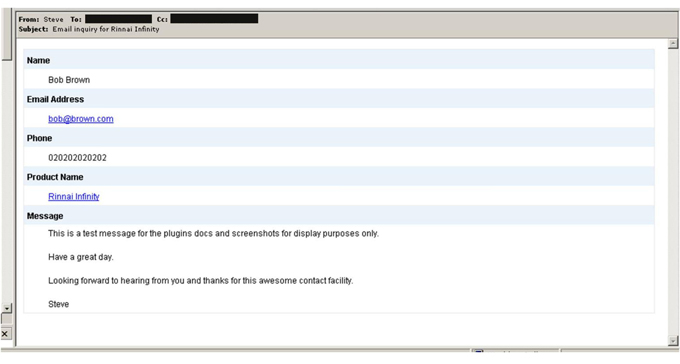 From: Steve To: Cc:
Subject: Email inquiry for Rinnai Infinity
Name
Bob Brown
Email Address
bob@brown.com
Phone
020202020202
Product Name
Rinnai Infinity
Message
This is a test message for the plugins docs and screenshots for display purposes only.
Have a great day.
Looking forward to hearing from you and thanks for this awesome contact facility.
Steve